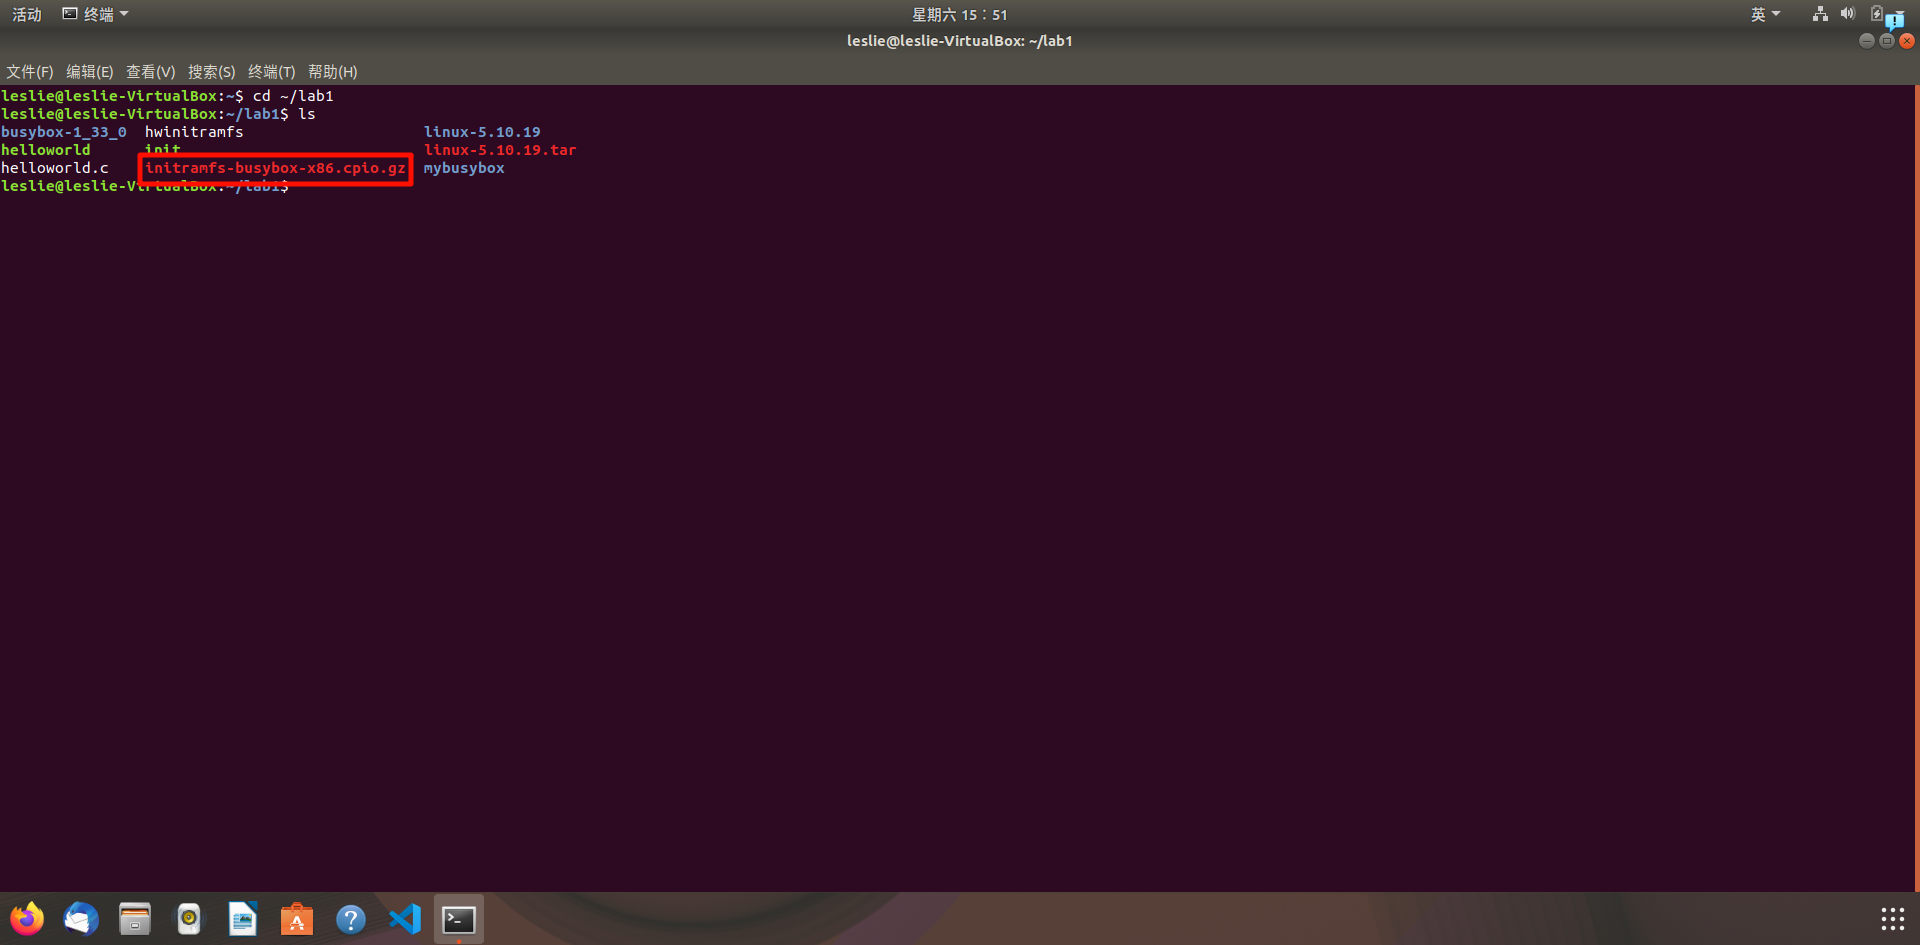 活动 终端 星期六 15：51 英
leslie@leslie-VirtualBox: ~/lab1
文件(F) 编辑(E) 查看(V) 搜索(S) 终端(T) 帮助(H)
leslie@leslie-VirtualBox:~$ cd ~/lab1
leslie@leslie-VirtualBox:~/lab1$ ls
busybox-1_33_0 hwinitramfs linux-5.10.19
helloworld init linux-5.10.19.tar
helloworld.c initramfs-busybox-x86.cpio.gz mybusybox
leslie@leslie-VirtualBox:~/lab1$